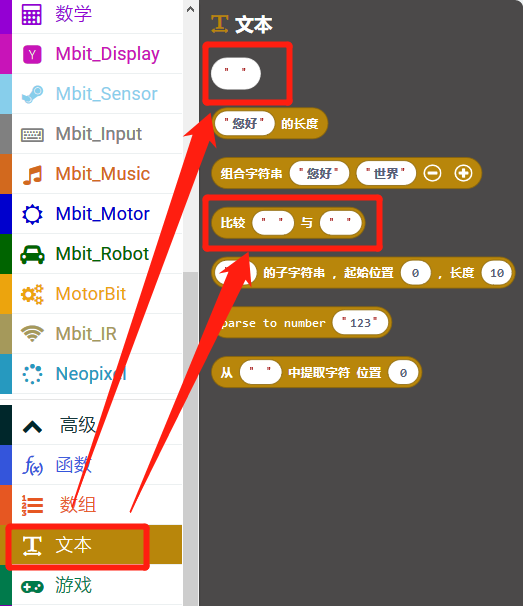 数学
Mbit_Display
Mbit_Sensor
Mbit_Input
Mbit_Music
Mbit_Motor
Mbit_Robot
MotorBit
Mbit_IR
Neopixel
高级
函数
数组
文本
游戏
文本
" "
"您好" 的长度
组合字符串 "您好" "世界"
比较 " " 与 " "
的子字符串 , 起始位置 0 , 长度 10
parse to number "123"
从 " " 中提取字符 位置 0